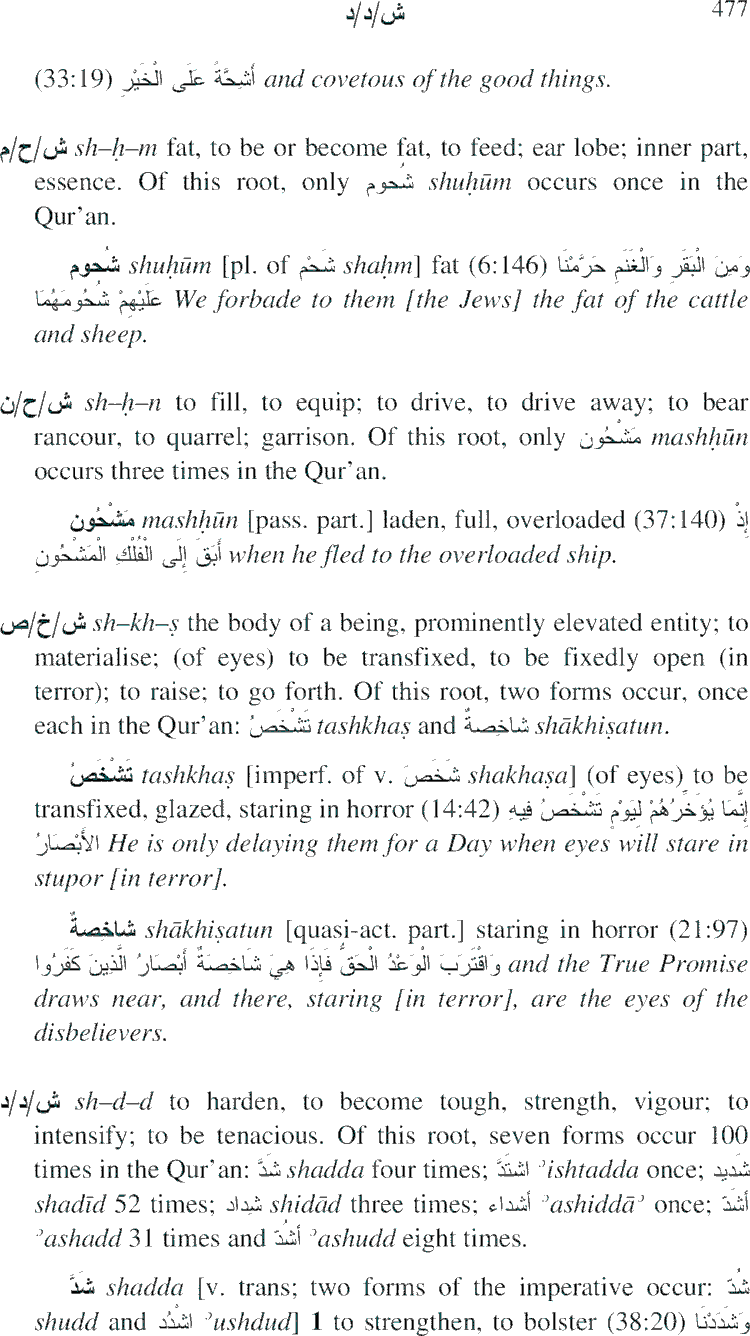 ش/د/د 477
(33:19) أَشِحَّةً عَلَى الْخَيْرِ and covetous of the good things.
ش/ح/م sh–ḥ–m fat, to be or become fat, to feed; ear lobe; inner part,
essence. Of this root, only شُحوم shuḥūm occurs once in the
Qur’an.
شُحوم shuḥūm [pl. of شَحْم shaḥm] fat (6:146) وَمِنَ الْبَقَرِ وَالْغَنَمِ حَرَّمْنَا
عَلَيْهِمْ شُحُومَهُمَا We forbade to them [the Jews] the fat of the cattle
and sheep.
ش/ح/ن sh–ḥ–n to fill, to equip; to drive, to drive away; to bear
rancour, to quarrel; garrison. Of this root, only مَشْحُون mashḥūn
occurs three times in the Qur’an.
مَشْحُون mashḥūn [pass. part.] laden, full, overloaded (37:140) إِذْ
أَبَقَ إِلَى الْفُلْكِ الْمَشْحُونِ when he fled to the overloaded ship.
ش/خ/ص sh–kh–ṣ the body of a being, prominently elevated entity; to
materialise; (of eyes) to be transfixed, to be fixedly open (in
terror); to raise; to go forth. Of this root, two forms occur, once
each in the Qur’an: تَشْخَصُ tashkhaṣ and شاخِصةٌ shākhiṣatun.
تَشْخَصُ tashkhaṣ [imperf. of v. شَخَصَ shakhaṣa] (of eyes) to be
transfixed, glazed, staring in horror (14:42) إِنَّمَا يُؤَخِّرُهُمْ لِيَوْمٍ تَشْخَصُ فِيهِ
الأَبْصَارُ He is only delaying them for a Day when eyes will stare in
stupor [in terror].
شاخِصةٌ shākhiṣatun [quasi-act. part.] staring in horror (21:97)
وَاقْتَرَبَ الْوَعْدُ الْحَقُّ فَإِذَا هِيَ شَاخِصَةٌ أَبْصَارُ الَّذِينَ كَفَرُوا and the True Promise
draws near, and there, staring [in terror], are the eyes of the
disbelievers.
ش/د/د sh–d–d to harden, to become tough, strength, vigour; to
intensify; to be tenacious. Of this root, seven forms occur 100
times in the Qur’an: شَدَّ shadda four times; اشتَدَّ ʾishtadda once; شَديد
shadīd 52 times; شِداد shidād three times; أشداء ʾashiddāʾ once; أشَدّ
ʾashadd 31 times and أشُدّ ʾashudd eight times.
شَدَّ shadda [v. trans; two forms of the imperative occur: شُدّ
shudd and اشْدُد ʾushdud] 1 to strengthen, to bolster (38:20) وَشَدَدْنَا